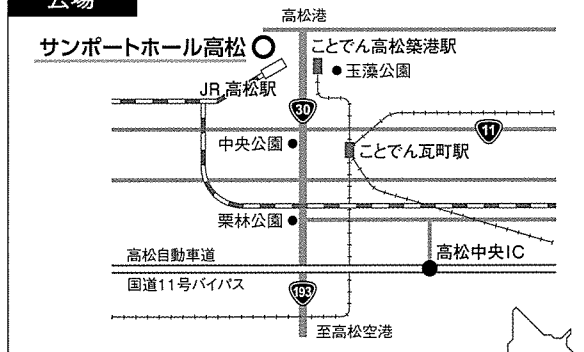 会場
高松港
サンポートホール高松
ことでん高松築港駅
玉藻公園
JR 高松駅
30
11
中央公園
ことでん瓦町駅
栗林公園
高松自動車道
高松中央IC
国道11号バイパス
193
至高松空港